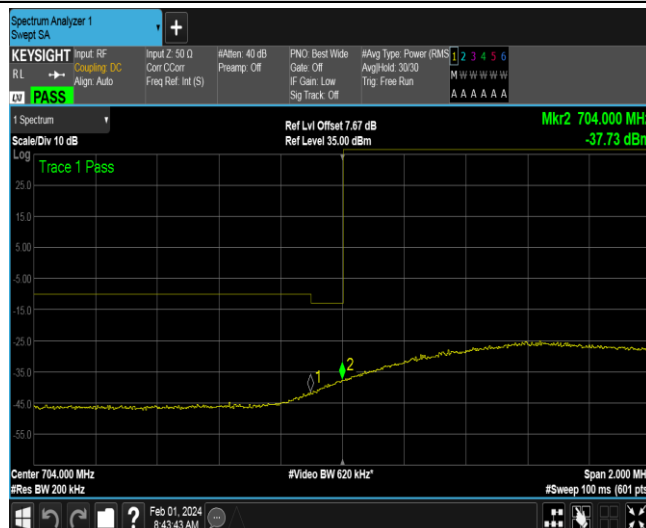 Spectrum Analyzer 1
Swept SA
+
KEYSIGHT
RL
LXI PASS
Input: RF
Coupling: DC
Align: Auto
Input Z: 50 Ω
Corr CCorr
Freq Ref: Int (S)
#Atten: 40 dB
Preamp: Off
PNO: Best Wide
Gate: Off
IF Gain: Low
Sig Track: Off
#Avg Type: Power (RMS
Avg|Hold: 30/30
Trig: Free Run
1 2 3 4 5 6
M W W W W W
A A A A A A
1 Spectrum
Scale/Div 10 dB
Log
Ref Lvl Offset 7.67 dB
Ref Level 35.00 dBm
Mkr2 704.000 MHz
-37.73 dBm
Trace 1 Pass
25.0
15.0
5.00
-5.00
-15.0
-25.0
-35.0
-45.0
-55.0
1
2
Center 704.000 MHz
#Res BW 200 kHz
#Video BW 620 kHz*
Span 2.000 MH
#Sweep 100 ms (601 pts
?
Feb 01, 2024
8:43:43 AM